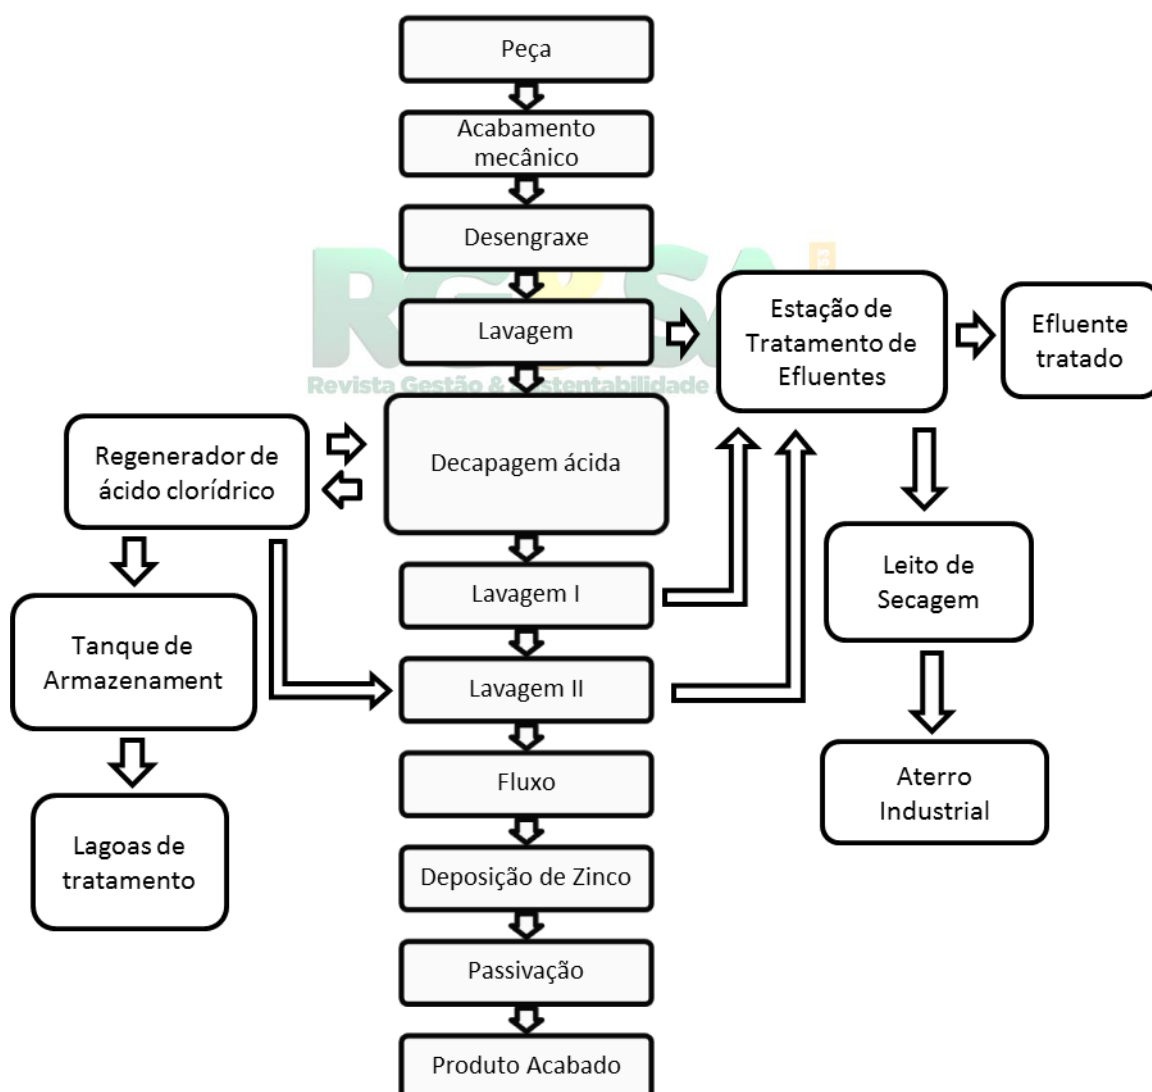 Peça
Acabamento
mecânico
Desengraxe
Lavagem
Estação de
Tratamento de
Efluentes
Efluente
tratado
Revista Gestão & Sustentabilidade
Decapagem ácida
Regenerador de
ácido clorídrico
Lavagem I
Leito de
Secagem
Tanque de
Armazenament
Lavagem II
Fluxo
Aterro
Industrial
Lagoas de
tratamento
Deposição de Zinco
Passivação
Produto Acabado